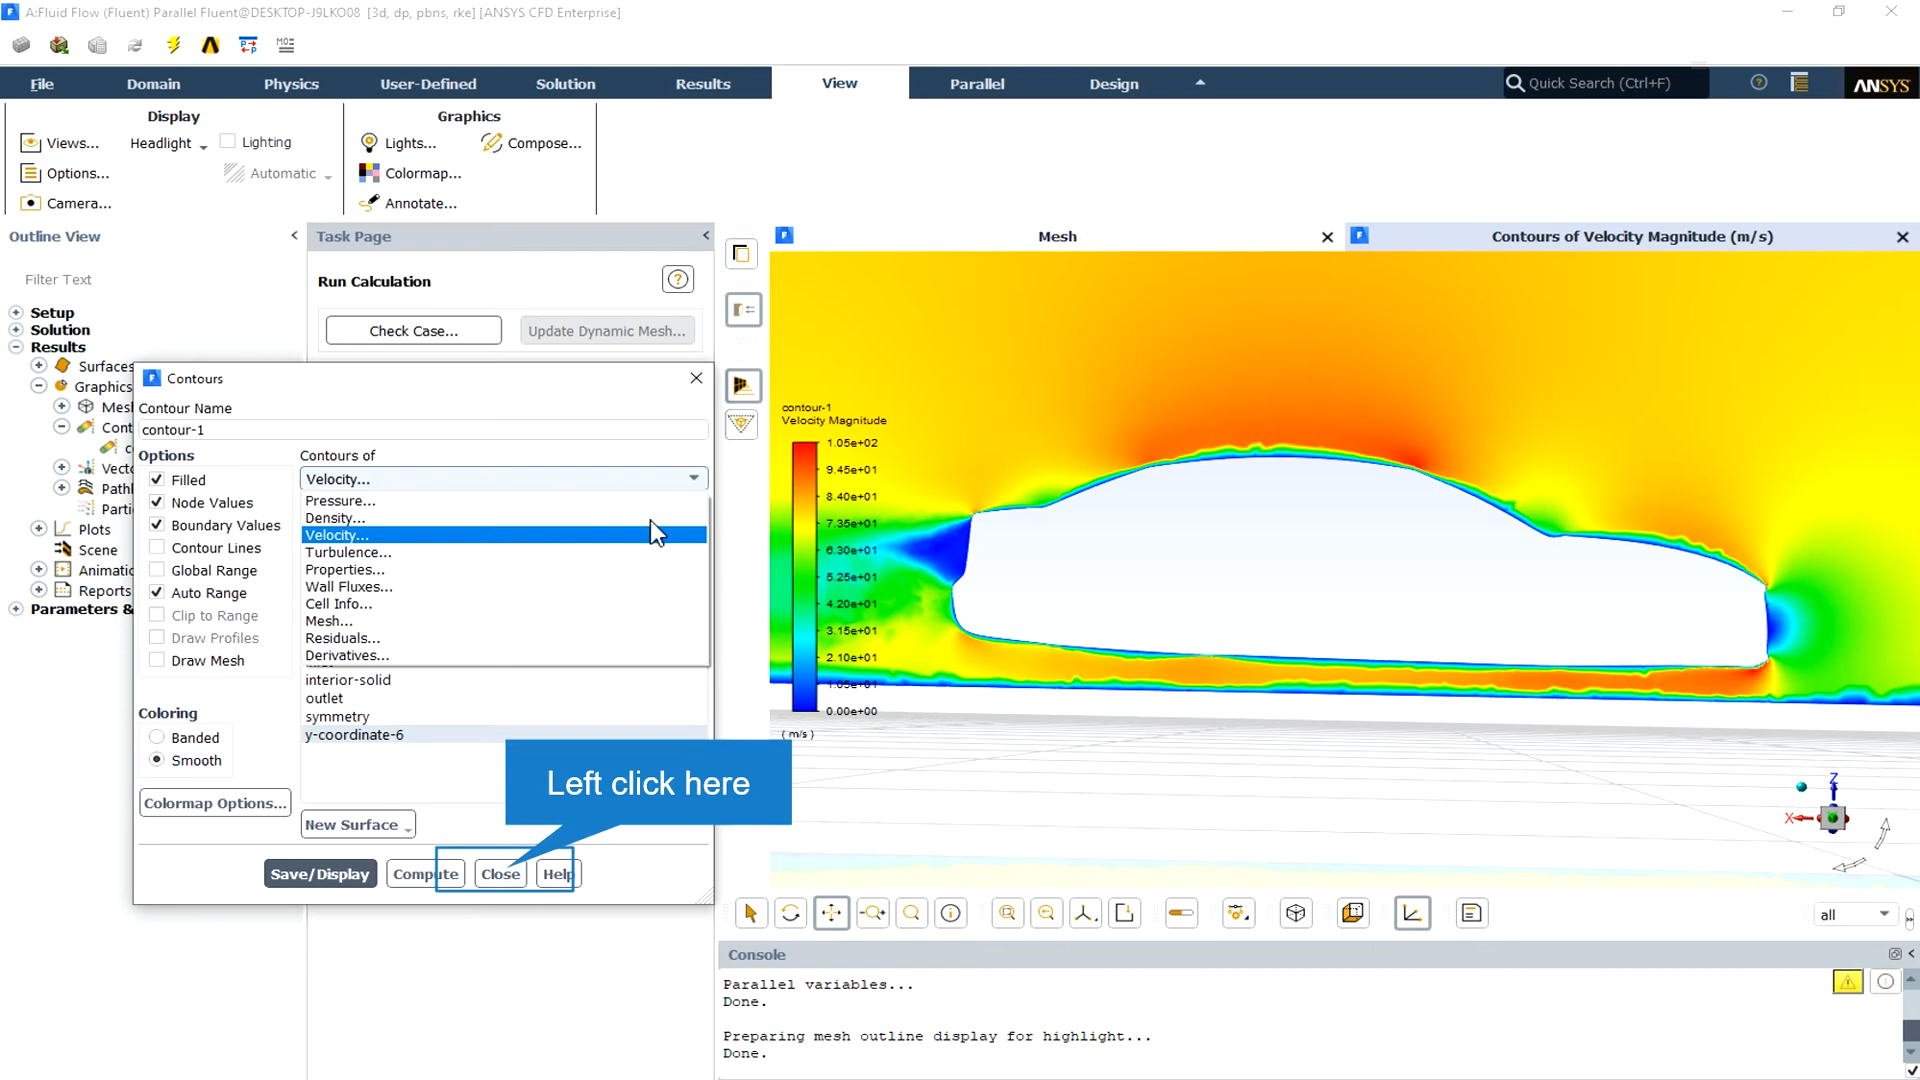 A:Fluid Flow (Fluent) Parallel Fluent@DESKTOP-J9LKO08 [3d, dp, pbns, rke] [ANSYS CFD Enterprise]
File Domain Physics User-Defined Solution Results View Parallel Design Quick Search (Ctrl+F) ANSYS
Display
Views... Headlight Lighting
Options... Automatic
Camera...
Graphics
Lights... Compose...
Colormap...
Annotate...
Outline View
Filter Text
Setup
Solution
Results
Surfaces
Graphics
Mesh
Cont
c
Vecto
Pathl
Parti
Plots
Scene
Animatio
Reports
Parameters &
Task Page
Run Calculation
Check Case... Update Dynamic Mesh...
Contours
Contour Name
contour-1
Options
Filled
Node Values
Boundary Values
Contour Lines
Global Range
Auto Range
Clip to Range
Draw Profiles
Draw Mesh
Coloring
Banded
Smooth
Colormap Options...
Contours of
Velocity...
Pressure...
Density...
Velocity...
Turbulence...
Properties...
Wall Fluxes...
Cell Info...
Mesh...
Residuals...
Derivatives...
interior-solid
outlet
symmetry
y-coordinate-6
New Surface
Left click here
Save/Display Compute Close Help
Mesh
Contours of Velocity Magnitude (m/s)
contour-1
Velocity Magnitude
1.05e+02
9.45e+01
8.40e+01
7.35e+01
6.30e+01
5.25e+01
4.20e+01
3.15e+01
2.10e+01
1.05e+01
0.00e+00
( m/s )
Z
X
all
Console
Parallel variables...
Done.
Preparing mesh outline display for highlight...
Done.